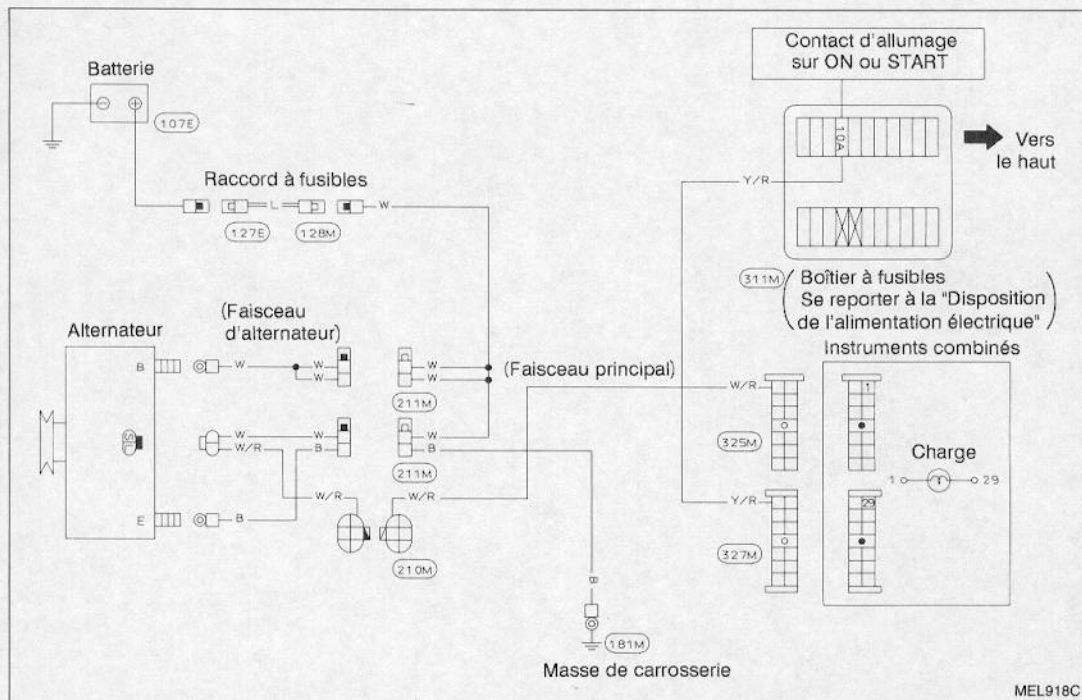 Contact d'allumage
sur ON ou START
Batterie
107E
10A
Vers
le haut
Raccord à fusibles
Y/R
L
W
127E
128M
311M
Boîtier à fusibles
Se reporter à la "Disposition
de l'alimentation électrique"
Alternateur
(Faisceau
d'alternateur)
Instruments combinés
B
W
W
W
W
W
(Faisceau principal)
211M
W/R
1
325M
W
W/R
W
B
W
B
211M
Charge
1
29
W/R
W/R
Y/R
29
E
B
210M
327M
B
181M
Masse de carrosserie
MEL918C